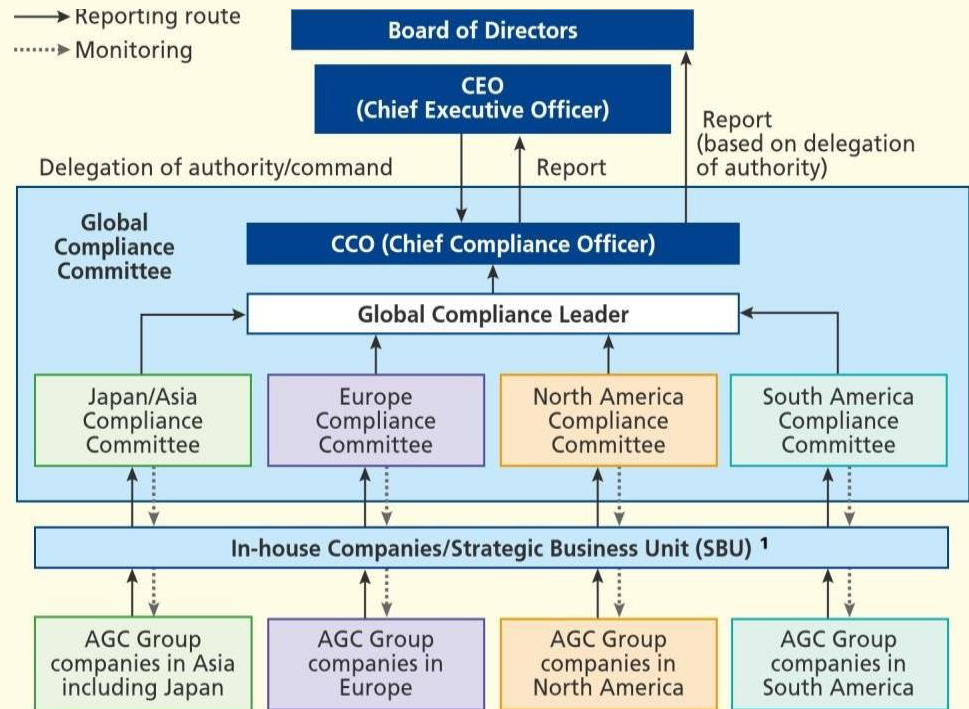 Reporting route
Monitoring
Board of Directors
CEO
(Chief Executive Officer)
Report
(based on delegation
of authority)
Delegation of authority/command
Report
Global
Compliance
Committee
CCO (Chief Compliance Officer)
Global Compliance Leader
Japan/Asia
Compliance
Committee
Europe
Compliance
Committee
North America
Compliance
Committee
South America
Compliance
Committee
In-house Companies/Strategic Business Unit (SBU) 1
AGC Group
companies in Asia
including Japan
AGC Group
companies in
Europe
AGC Group
companies in
North America
AGC Group
companies in
South America